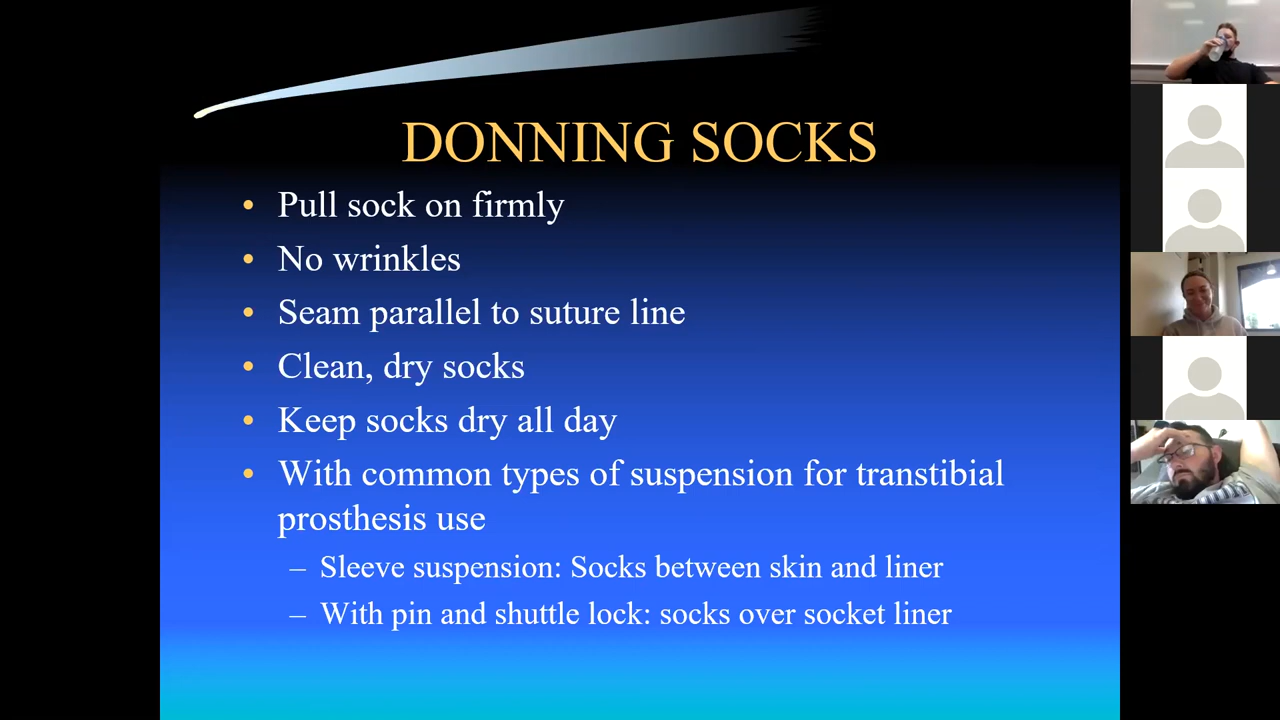 DONNING SOCKS
• Pull sock on firmly
• No wrinkles
• Seam parallel to suture line
• Clean, dry socks
• Keep socks dry all day
• With common types of suspension for transtibial
prosthesis use
– Sleeve suspension: Socks between skin and liner
– With pin and shuttle lock: socks over socket liner